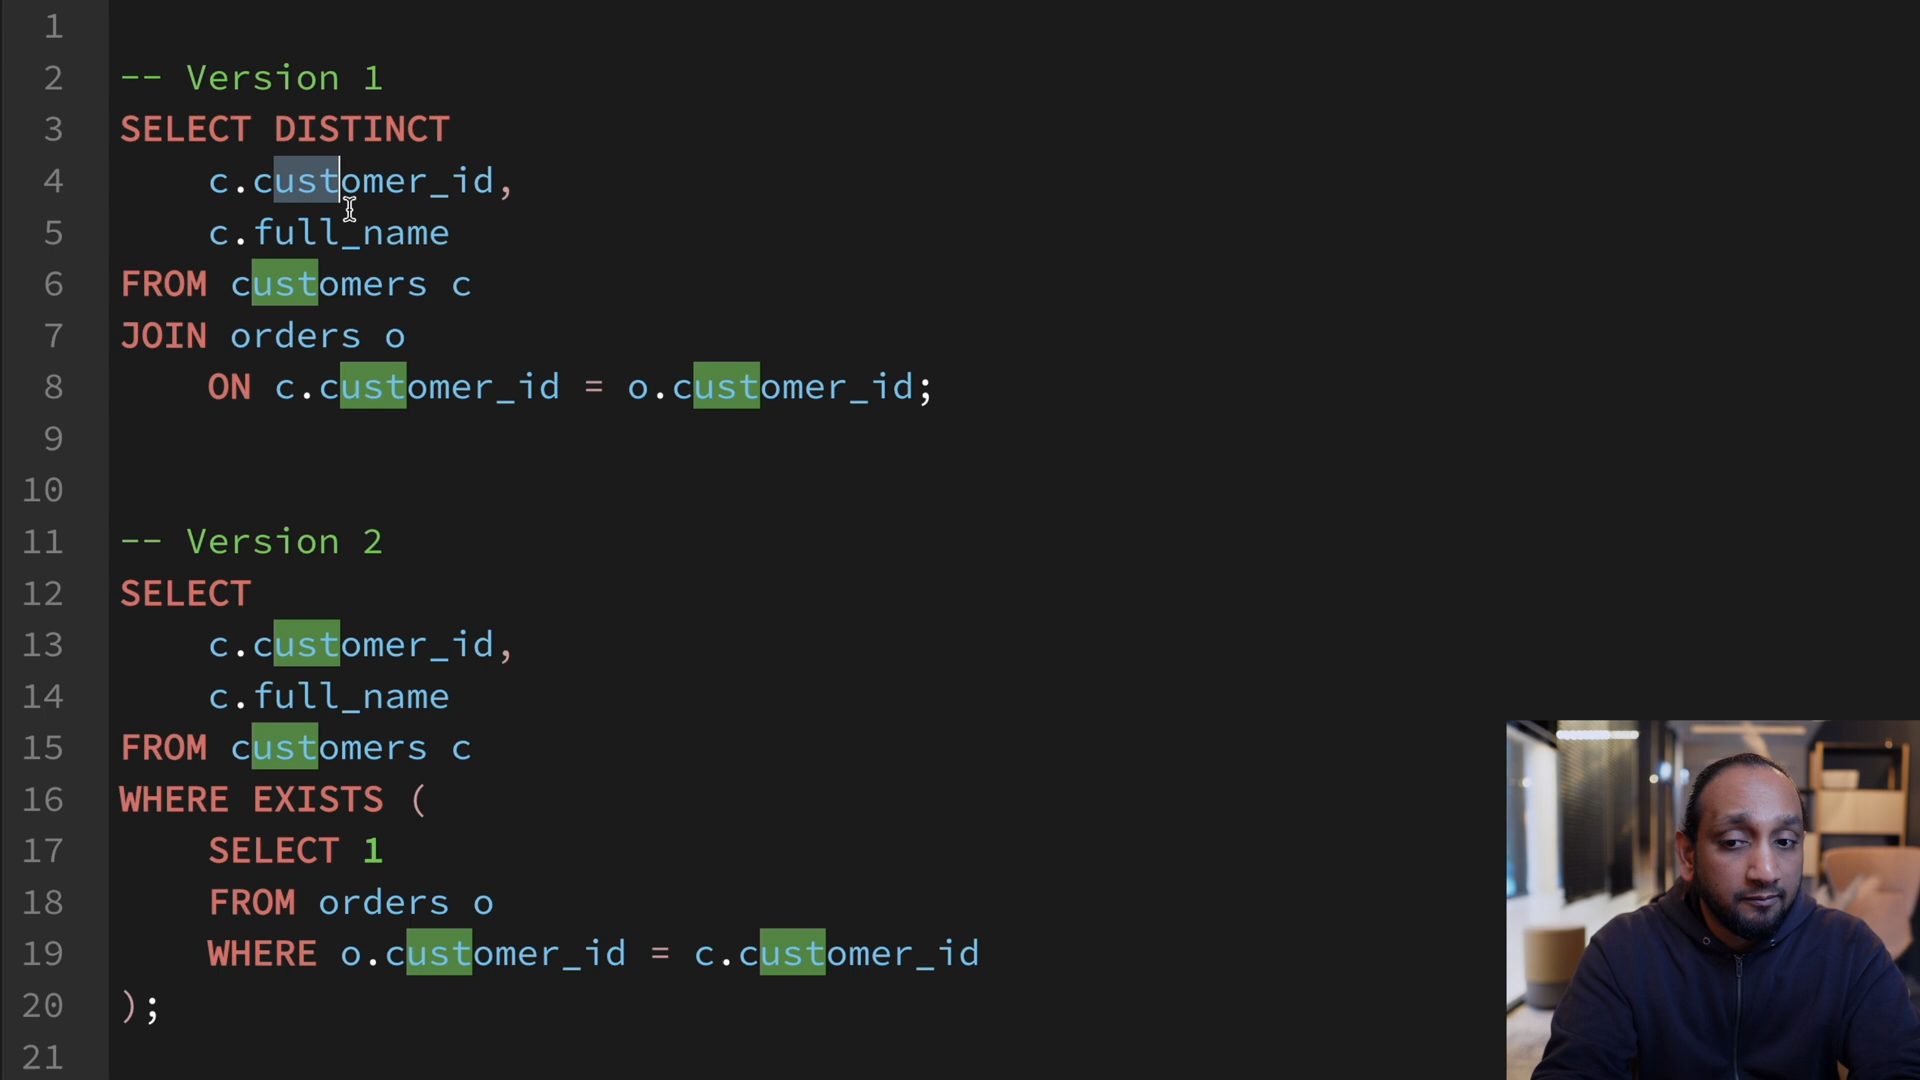 1
2 -- Version 1
3 SELECT DISTINCT
4 c.customer_id,
5 c.full_name
6 FROM customers c
7 JOIN orders o
8 ON c.customer_id = o.customer_id;
9
10
11 -- Version 2
12 SELECT
13 c.customer_id,
14 c.full_name
15 FROM customers c
16 WHERE EXISTS (
17 SELECT 1
18 FROM orders o
19 WHERE o.customer_id = c.customer_id
20 );
21